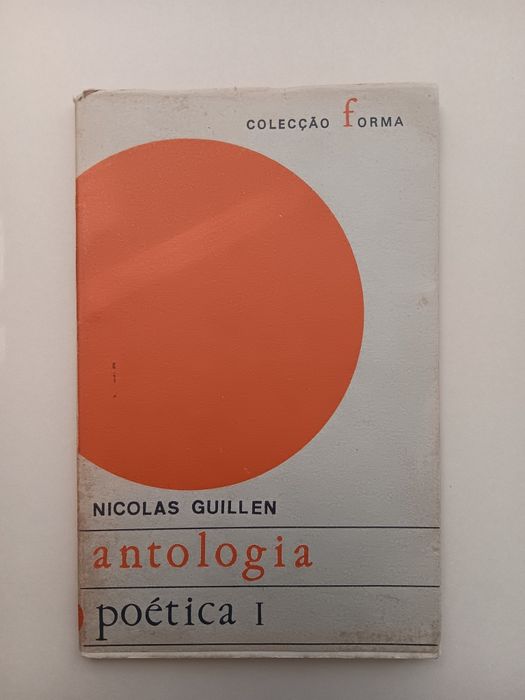 COLECÇÃO FORMA
NICOLAS GUILLEN
antologia
poética I